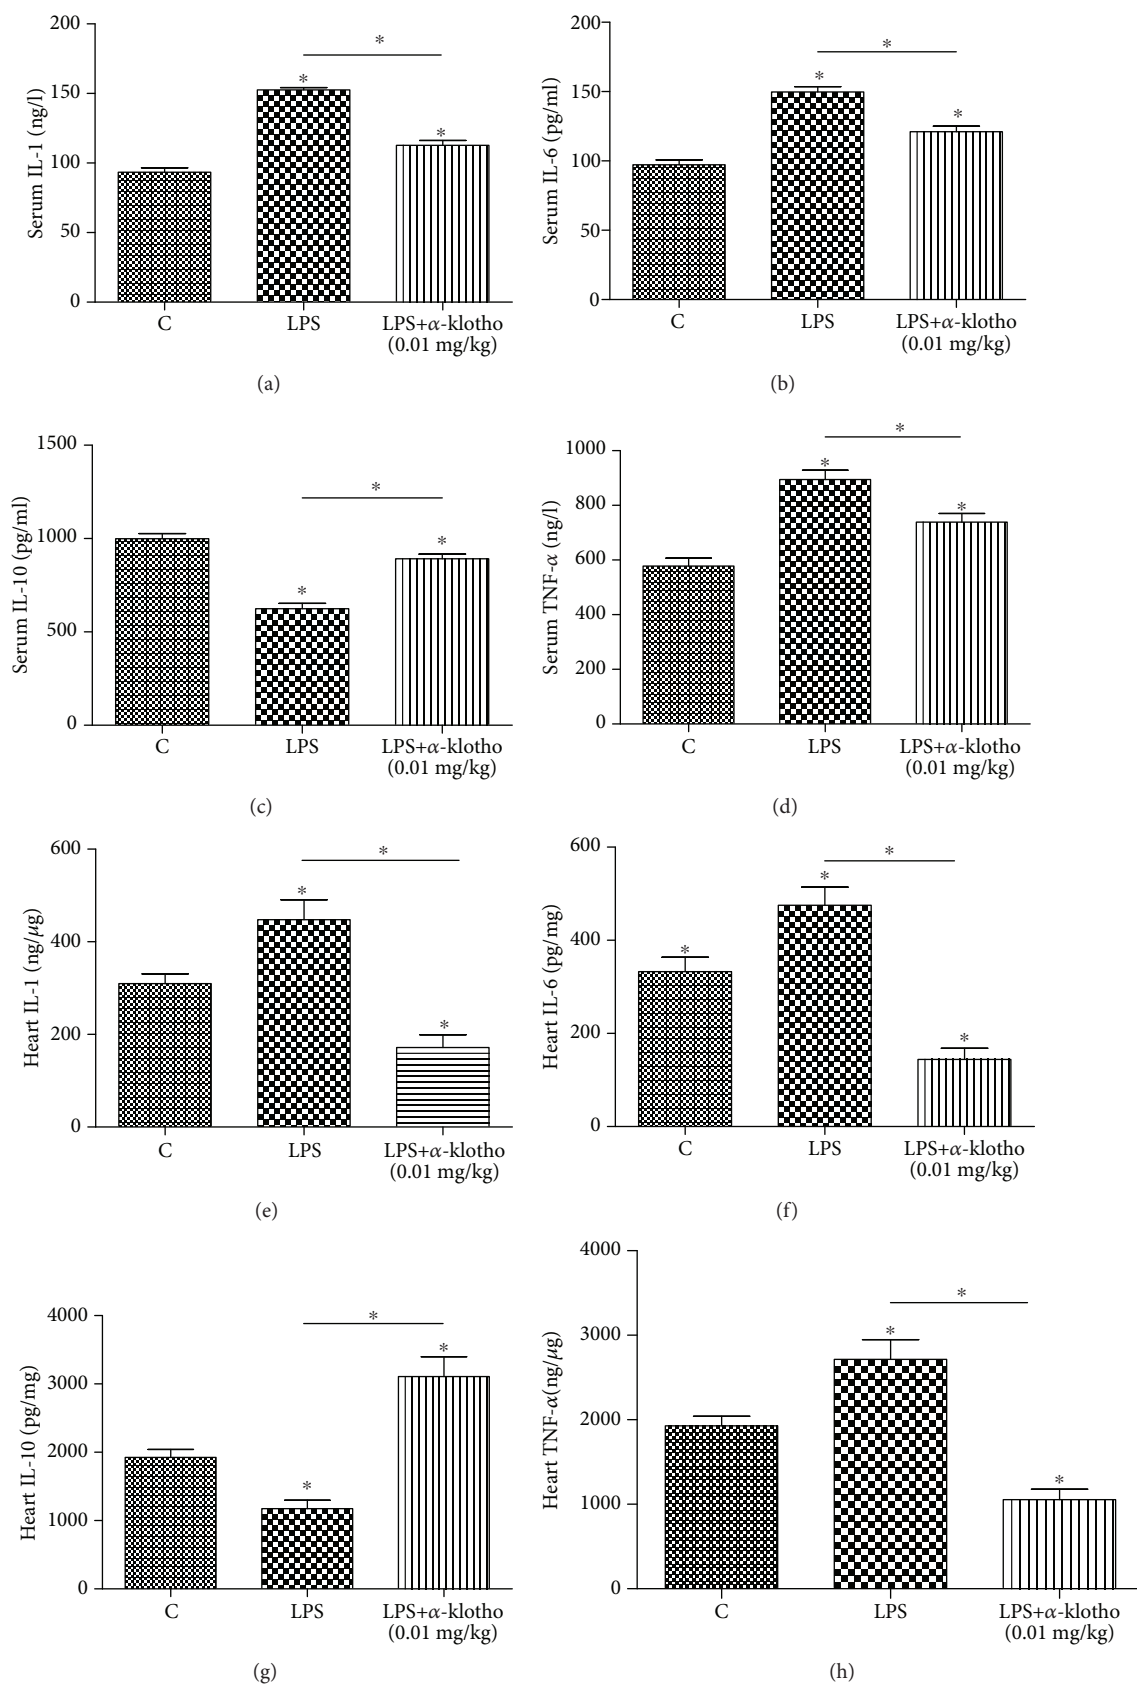 200
150
100
50
0
Serum IL-1 (ng/l)
*
*
*
C
LPS
LPS+α-klotho
(0.01 mg/kg)
(a)
200
150
100
50
0
Serum IL-6 (pg/ml)
*
*
*
C
LPS
LPS+α-klotho
(0.01 mg/kg)
(b)
1500
1000
500
0
Serum IL-10 (pg/ml)
*
*
*
C
LPS
LPS+α-klotho
(0.01 mg/kg)
(c)
1000
800
600
400
200
0
Serum TNF-α (ng/l)
*
*
*
C
LPS
LPS+α-klotho
(0.01 mg/kg)
(d)
600
400
200
0
Heart IL-1 (ng/μg)
*
*
*
C
LPS
LPS+α-klotho
(0.01 mg/kg)
(e)
600
400
200
0
Heart IL-6 (pg/mg)
*
*
*
*
C
LPS
LPS+α-klotho
(0.01 mg/kg)
(f)
4000
3000
2000
1000
0
Heart IL-10 (pg/mg)
*
*
*
C
LPS
LPS+α-klotho
(0.01 mg/kg)
(g)
4000
3000
2000
1000
0
Heart TNF-α(ng/μg)
*
*
*
C
LPS
LPS+α-klotho
(0.01 mg/kg)
(h)